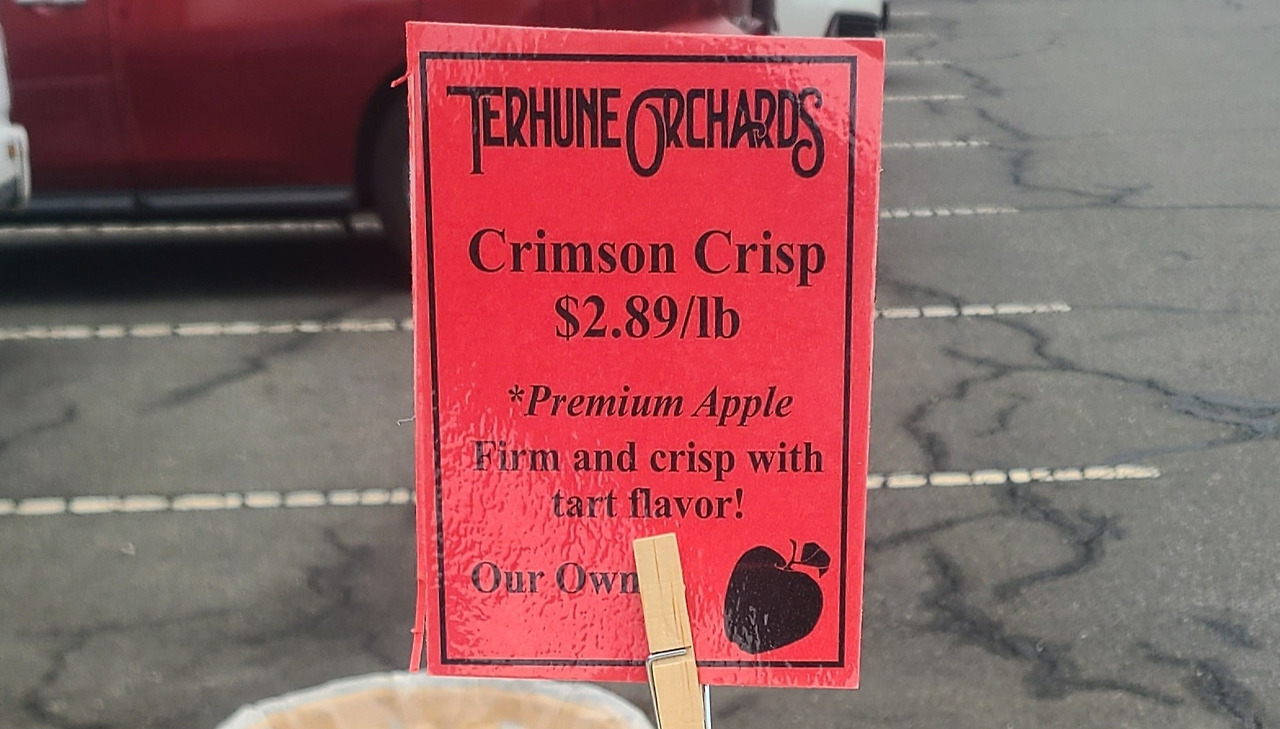 TERHUNE ORCHARDS
Crimson Crisp
$2.89/lb
*Premium Apple
Firm and crisp with
tart flavor!
Our Own